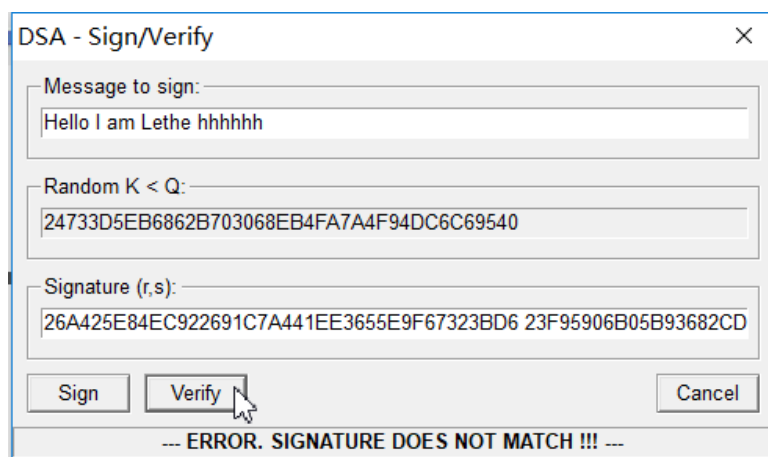 DSA - Sign/Verify
Message to sign:
Hello I am Lethe hhhhhh
Random K < Q:
24733D5EB6862B703068EB4FA7A4F94DC6C69540
Signature (r,s):
26A425E84EC922691C7A441EE3655E9F67323BD6 23F95906B05B93682CD
Sign
Verify
Cancel
--- ERROR. SIGNATURE DOES NOT MATCH !!! ---